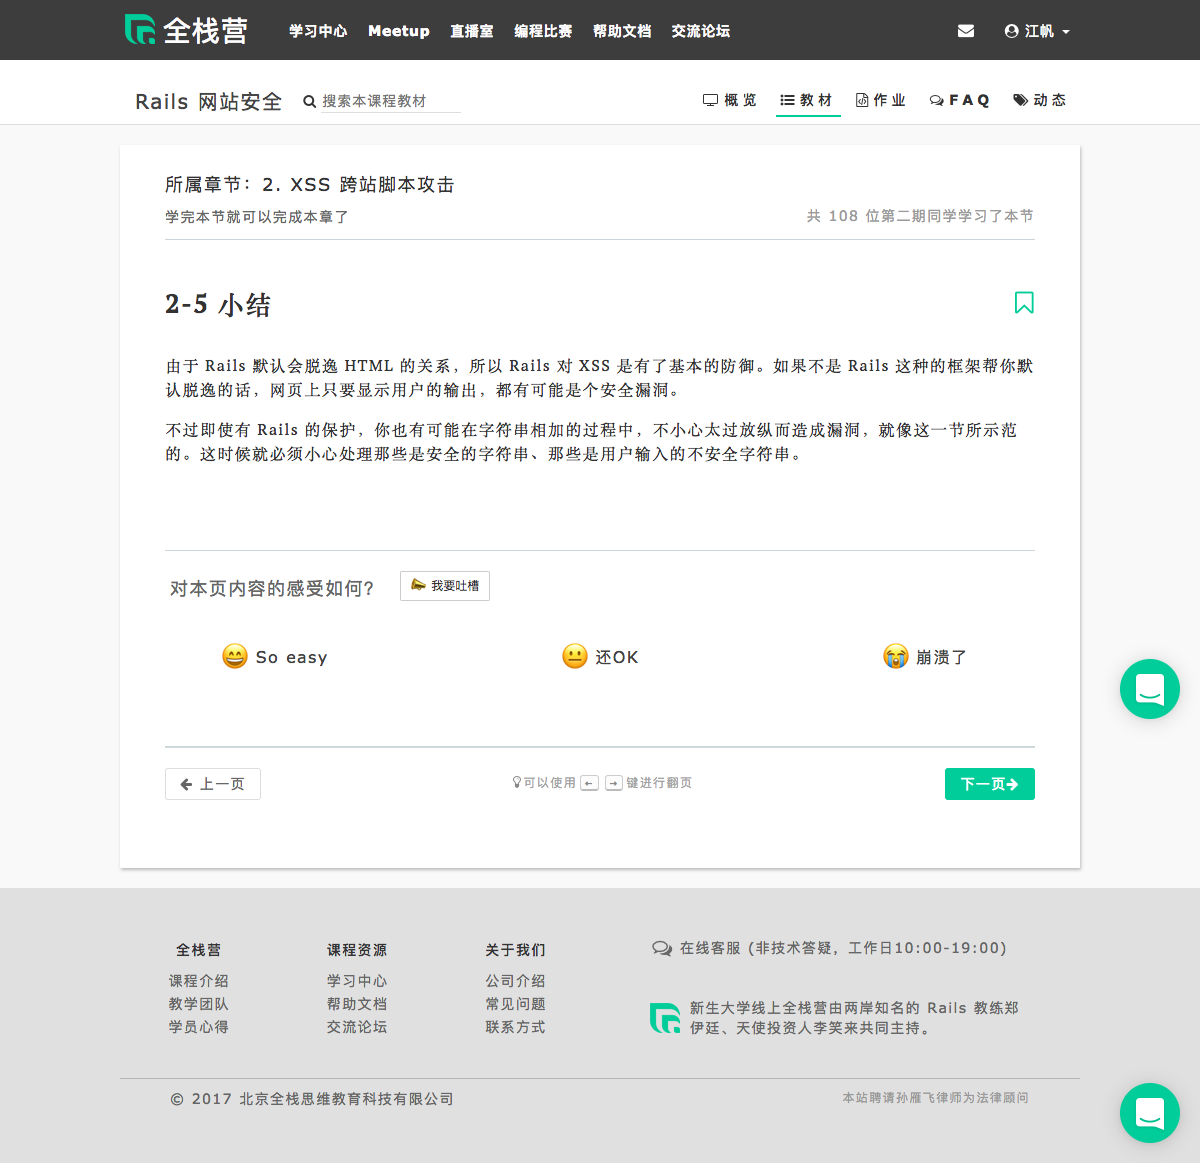 全栈营 学习中心 Meetup 直播室 编程比赛 帮助文档 交流论坛 江帆
Rails 网站安全 搜索本课程教材 概览 教材 作业 FAQ 动态
所属章节：2. XSS 跨站脚本攻击
学完本节就可以完成本章了 共 108 位第二期同学学习了本节
2-5 小结
由于 Rails 默认会脱逸 HTML 的关系，所以 Rails 对 XSS 是有了基本的防御。如果不是 Rails 这种的框架帮你默
认脱逸的话，网页上只要显示用户的输出，都有可能是个安全漏洞。
不过即使有 Rails 的保护，你也有可能在字符串相加的过程中，不小心太过放纵而造成漏洞，就像这一节所示范
的。这时候就必须小心处理那些是安全的字符串、那些是用户输入的不安全字符串。
对本页内容的感受如何? 我要吐槽
So easy 还OK 崩溃了
上一页 可以使用 ← → 键进行翻页 下一页
全栈营 课程资源 关于我们 在线客服 (非技术答疑，工作日10:00-19:00)
课程介绍 学习中心 公司介绍
教学团队 帮助文档 常见问题 新生大学线上全栈营由两岸知名的 Rails 教练郑
学员心得 交流论坛 联系方式 伊廷、天使投资人李笑来共同主持。
© 2017 北京全栈思维教育科技有限公司 本站聘请孙雁飞律师为法律顾问